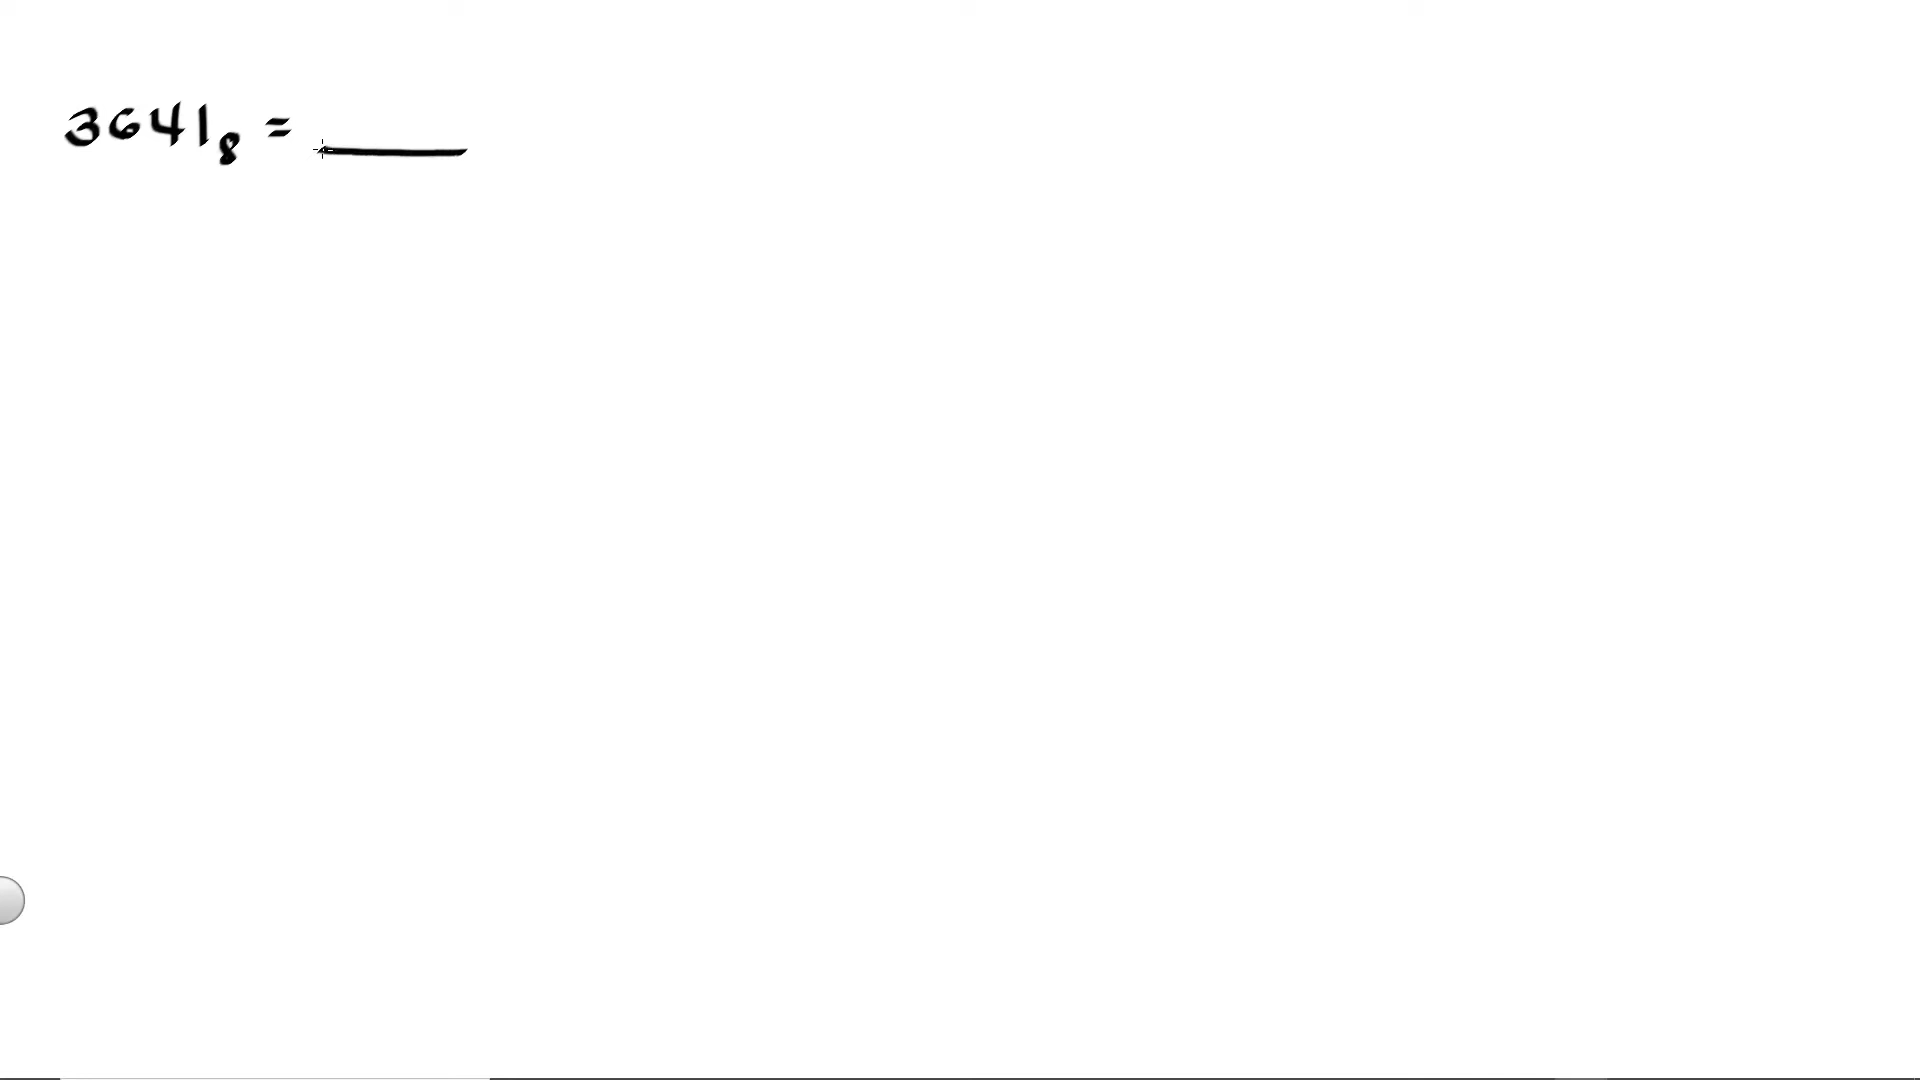 3641₈ = ____